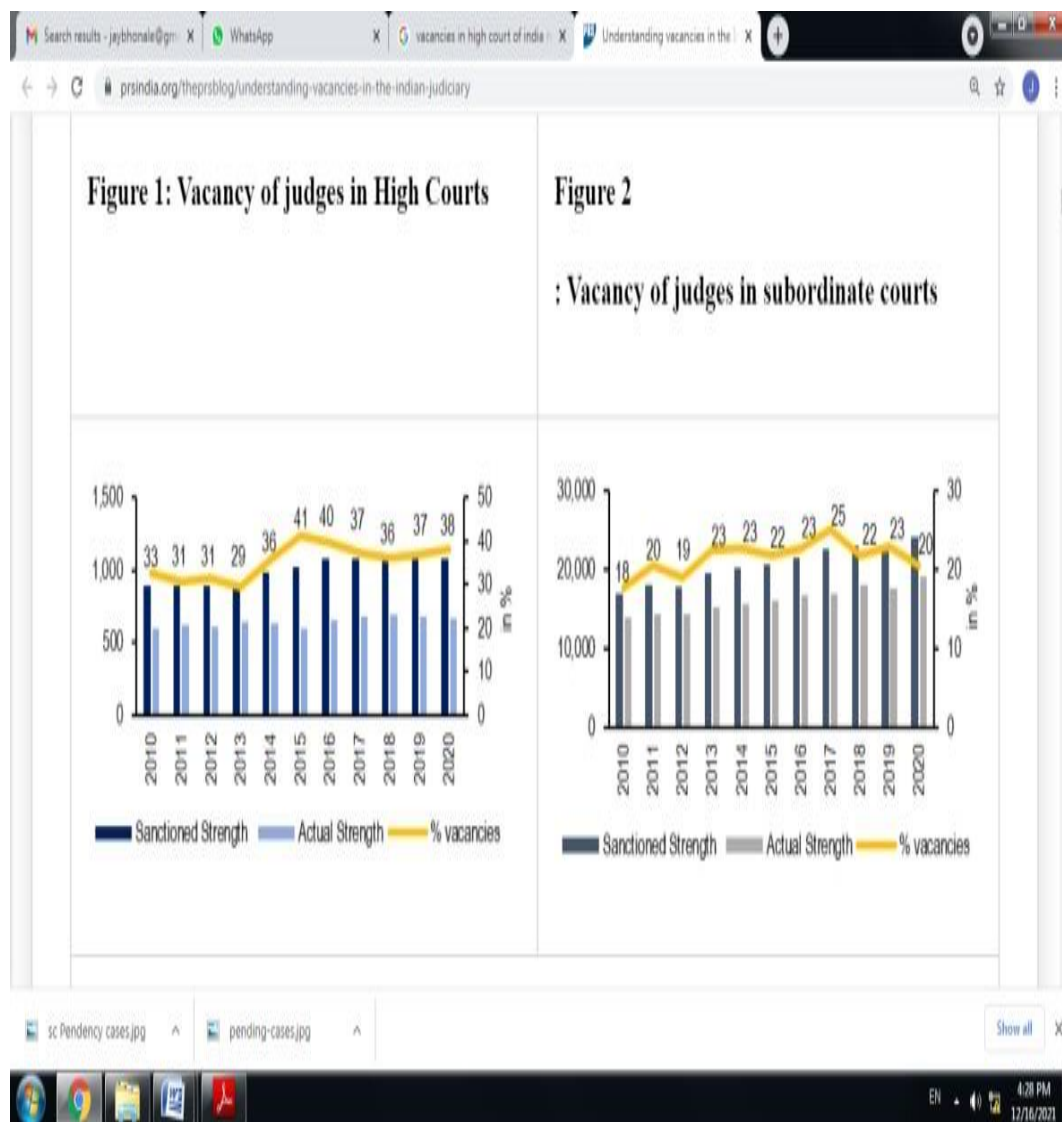 Search results - jaybhonale@gm
WhatsApp
vacancies in high court of india
Understanding vacancies in the
prsindia.org/theprsblog/understanding-vacancies-in-the-indian-judiciary
Figure 1: Vacancy of judges in High Courts
Figure 2
: Vacancy of judges in subordinate courts
1,500
1,000
500
0
33 31 31 29 36 41 40 37 36 37 38
50
40
30
20
10
0
in %
2010 2011 2012 2013 2014 2015 2016 2017 2018 2019 2020
Sanctioned Strength Actual Strength % vacancies
30,000
20,000
10,000
0
18 20 19 23 23 22 23 25 22 23 20
30
20
10
0
in %
2010 2011 2012 2013 2014 2015 2016 2017 2018 2019 2020
Sanctioned Strength Actual Strength % vacancies
sc Pendency cases.jpg
pending-cases.jpg
Show all
EN
4:28 PM
12/16/2021